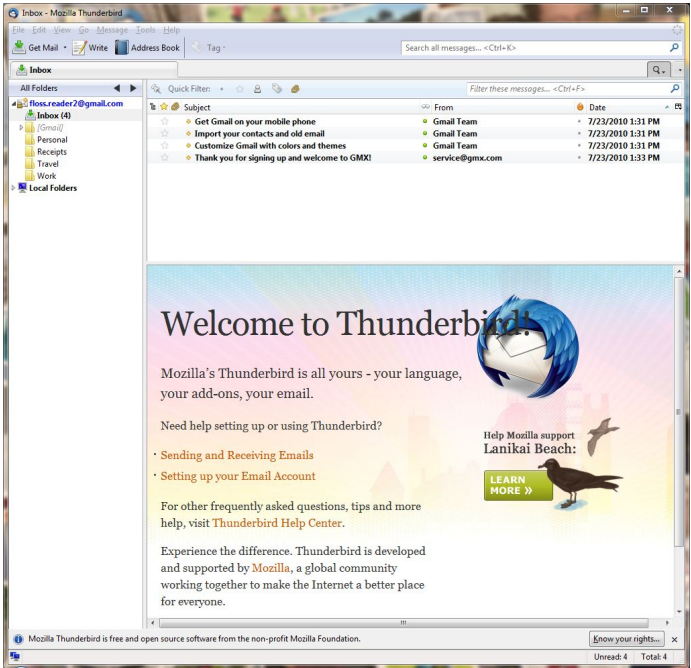 Inbox - Mozilla Thunderbird
File Edit View Go Message Tools Help
Get Mail Write Address Book Tag Search all messages... <Ctrl+K>
Inbox
All Folders Quick Filter: Filter these messages... <Ctrl+F>
floss.reader2@gmail.com Subject From Date
Inbox (4) Get Gmail on your mobile phone Gmail Team 7/23/2010 1:31 PM
[Gmail] Import your contacts and old email Gmail Team 7/23/2010 1:31 PM
Personal Customize Gmail with colors and themes Gmail Team 7/23/2010 1:31 PM
Receipts Thank you for signing up and welcome to GMX! service@gmx.com 7/23/2010 1:33 PM
Travel
Work
Local Folders
Welcome to Thunderbird!
Mozilla's Thunderbird is all yours - your language,
your add-ons, your email.
Need help setting up or using Thunderbird?
· Sending and Receiving Emails
· Setting up your Email Account
Help Mozilla support
Lanikai Beach:
LEARN
MORE »
For other frequently asked questions, tips and more
help, visit Thunderbird Help Center.
Experience the difference. Thunderbird is developed
and supported by Mozilla, a global community
working together to make the Internet a better place
for everyone.
Mozilla Thunderbird is free and open source software from the non-profit Mozilla Foundation. Know your rights...
Unread: 4 Total: 4